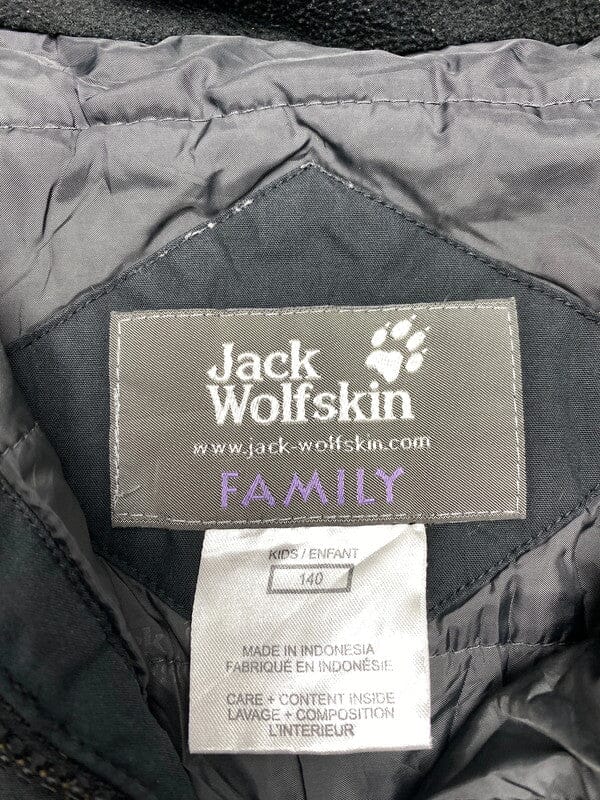 Jack
Wolfskin
www.jack-wolfskin.com
FAMILY
KIDS / ENFANT
140
MADE IN INDONESIA
FABRIQUÉ EN INDONÉSIE
CARE + CONTENT INSIDE
LAVAGE + COMPOSITION
L'INTERIEUR